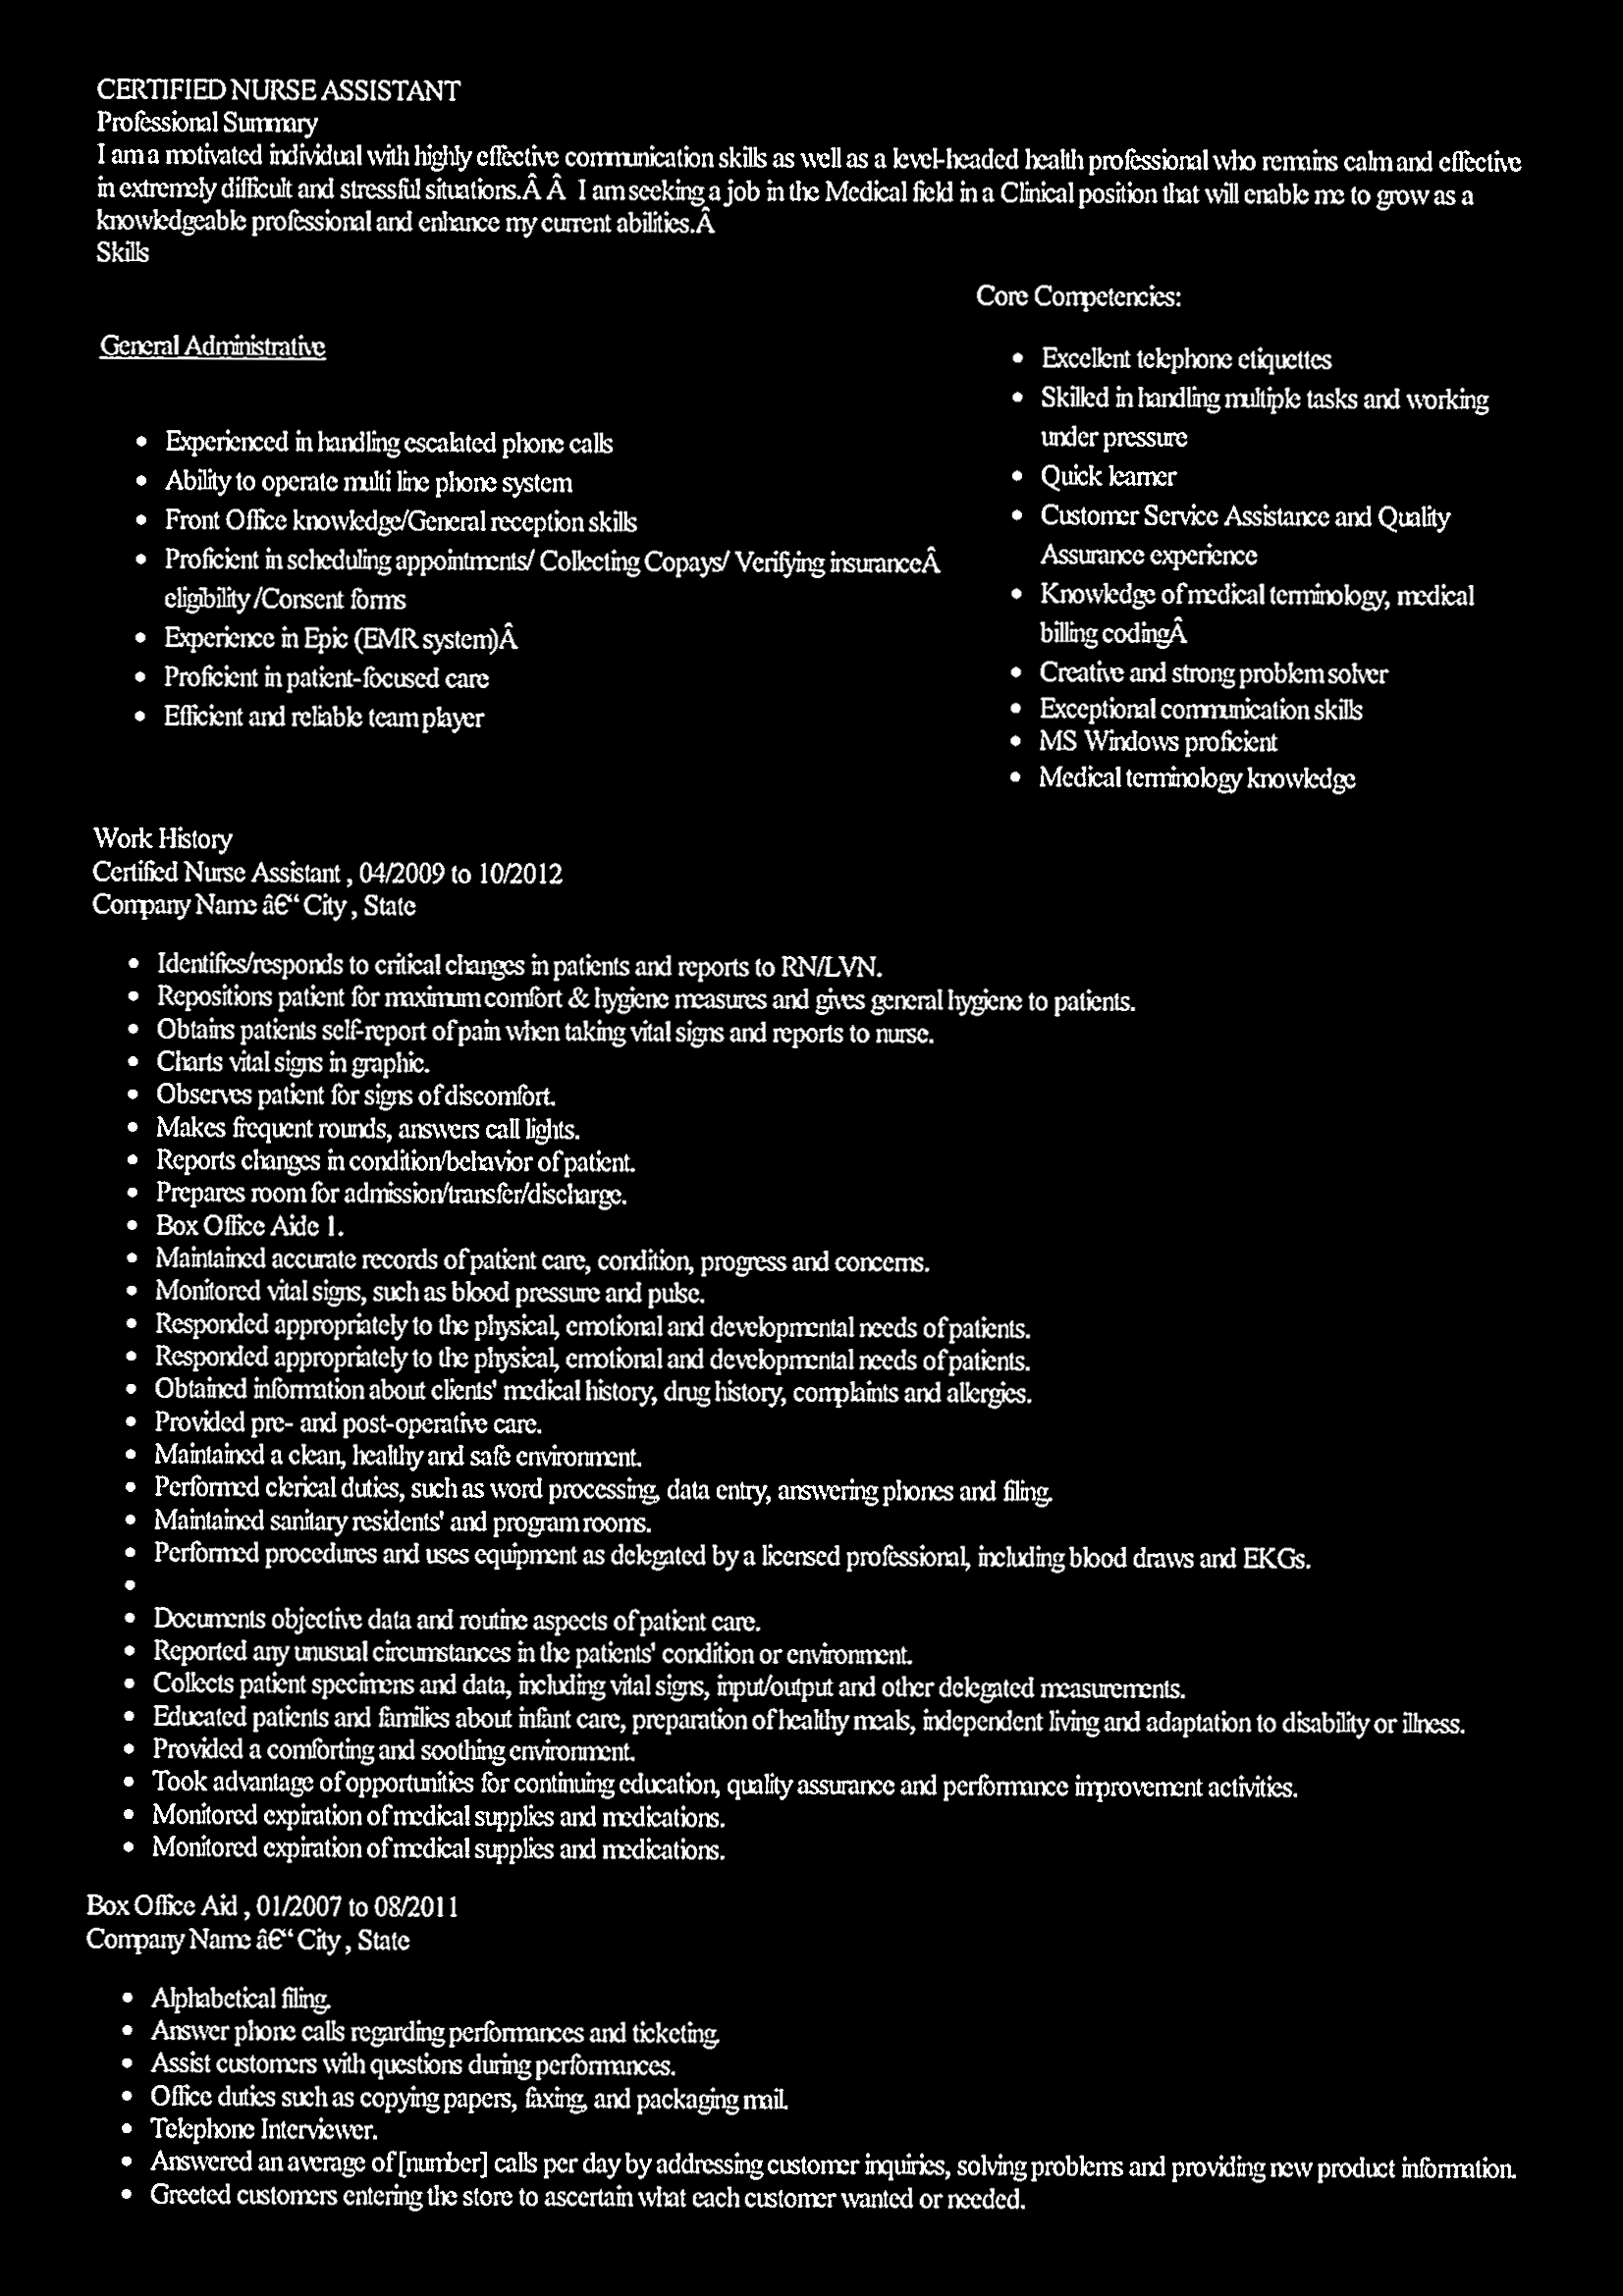 CERTIFIED NURSE ASSISTANT
Professional Summary
I am a motivated individual with highly effective communication skills as well as a level-headed health professional who remains calm and effective
in extremely difficult and stressful situations.Â Â  I am seeking a job in the Medical field in a Clinical position that will enable me to grow as a
knowledgeable professional and enhance my current abilities.Â
Skills
General Administrative
• Experienced in handling escalated phone calls
• Ability to operate multi line phone system
• Front Office knowledge/General reception skills
• Proficient in scheduling appointments/ Collecting Copays/ Verifying insuranceÂ
eligibility /Consent forms
• Experience in Epic (EMR system)Â
• Proficient in patient-focused care
• Efficient and reliable team player
Core Competencies:
• Excellent telephone etiquettes
• Skilled in handling multiple tasks and working
under pressure
• Quick learner
• Customer Service Assistance and Quality
Assurance experience
• Knowledge of medical terminology, medical
billing codingÂ
• Creative and strong problem solver
• Exceptional communication skills
• MS Windows proficient
• Medical terminology knowledge
Work History
Certified Nurse Assistant , 04/2009 to 10/2012
Company Name â€“ City , State
• Identifies/responds to critical changes in patients and reports to RN/LVN.
• Repositions patient for maximum comfort & hygiene measures and gives general hygiene to patients.
• Obtains patients self-report of pain when taking vital signs and reports to nurse.
• Charts vital signs in graphic.
• Observes patient for signs of discomfort.
• Makes frequent rounds, answers call lights.
• Reports changes in condition/behavior of patient.
• Prepares room for admission/transfer/discharge.
• Box Office Aide 1.
• Maintained accurate records of patient care, condition, progress and concerns.
• Monitored vital signs, such as blood pressure and pulse.
• Responded appropriately to the physical, emotional and developmental needs of patients.
• Responded appropriately to the physical, emotional and developmental needs of patients.
• Obtained information about clients' medical history, drug history, complaints and allergies.
• Provided pre- and post-operative care.
• Maintained a clean, healthy and safe environment.
• Performed clerical duties, such as word processing, data entry, answering phones and filing.
• Maintained sanitary residents' and program rooms.
• Performed procedures and uses equipment as delegated by a licensed professional, including blood draws and EKGs.
•
• Documents objective data and routine aspects of patient care.
• Reported any unusual circumstances in the patients' condition or environment.
• Collects patient specimens and data, including vital signs, input/output and other delegated measurements.
• Educated patients and families about infant care, preparation of healthy meals, independent living and adaptation to disability or illness.
• Provided a comforting and soothing environment.
• Took advantage of opportunities for continuing education, quality assurance and performance improvement activities.
• Monitored expiration of medical supplies and medications.
• Monitored expiration of medical supplies and medications.
Box Office Aid , 01/2007 to 08/2011
Company Name â€“ City , State
• Alphabetical filing.
• Answer phone calls regarding performances and ticketing.
• Assist customers with questions during performances.
• Office duties such as copying papers, faxing, and packaging mail.
• Telephone Interviewer.
• Answered an average of [number] calls per day by addressing customer inquiries, solving problems and providing new product information.
• Greeted customers entering the store to ascertain what each customer wanted or needed.